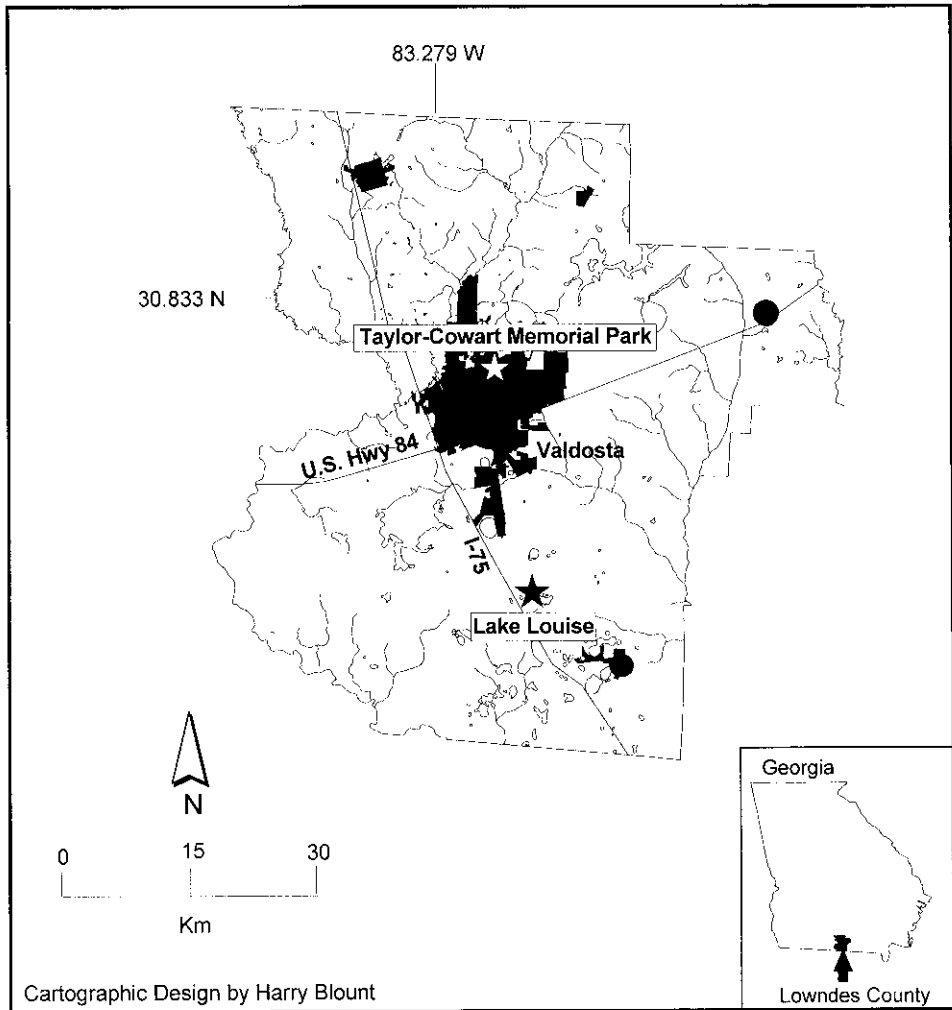 83.279 W
30.833 N
Taylor-Cowart Memorial Park
U.S. Hwy 84
Valdosta
I-75
Lake Louise
N
0 15 30
Km
Georgia
Lowndes County
Cartographic Design by Harry Blount